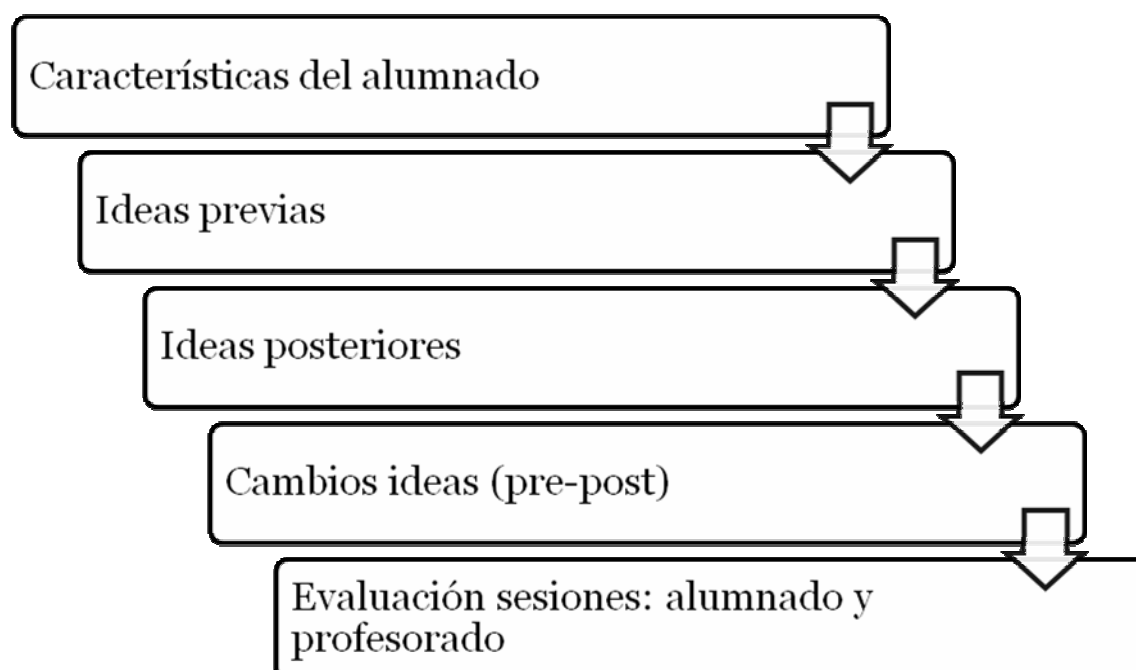 Características del alumnado
Ideas previas
Ideas posteriores
Cambios ideas (pre-post)
Evaluación sesiones: alumnado y
profesorado